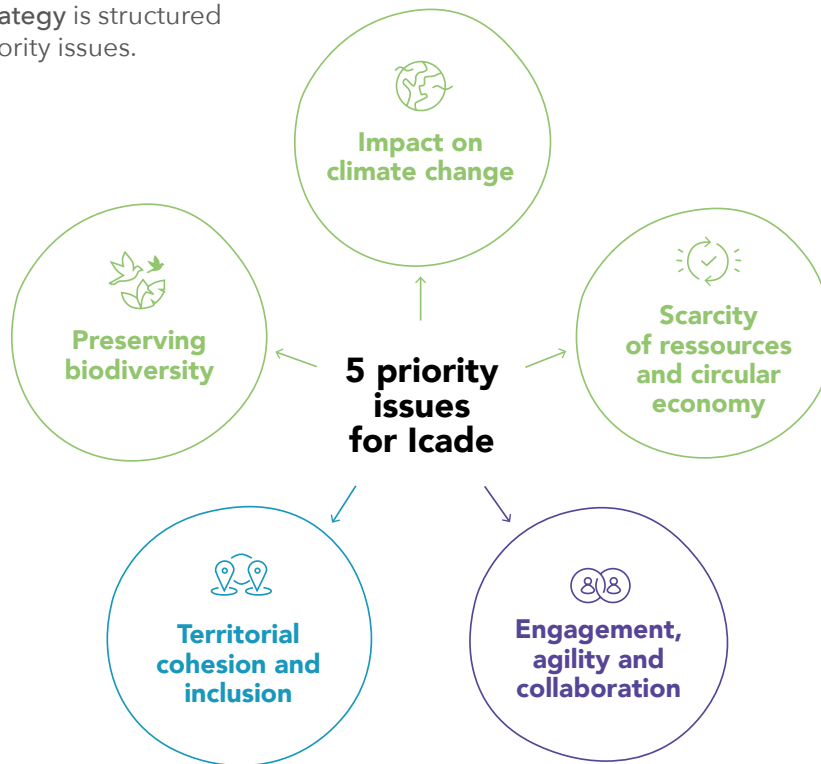 ategy is structured
ority issues.
Impact on
climate change
Preserving
biodiversity
Scarcity
of ressources
and circular
economy
5 priority
issues
for Icade
Territorial
cohesion and
inclusion
Engagement,
agility and
collaboration